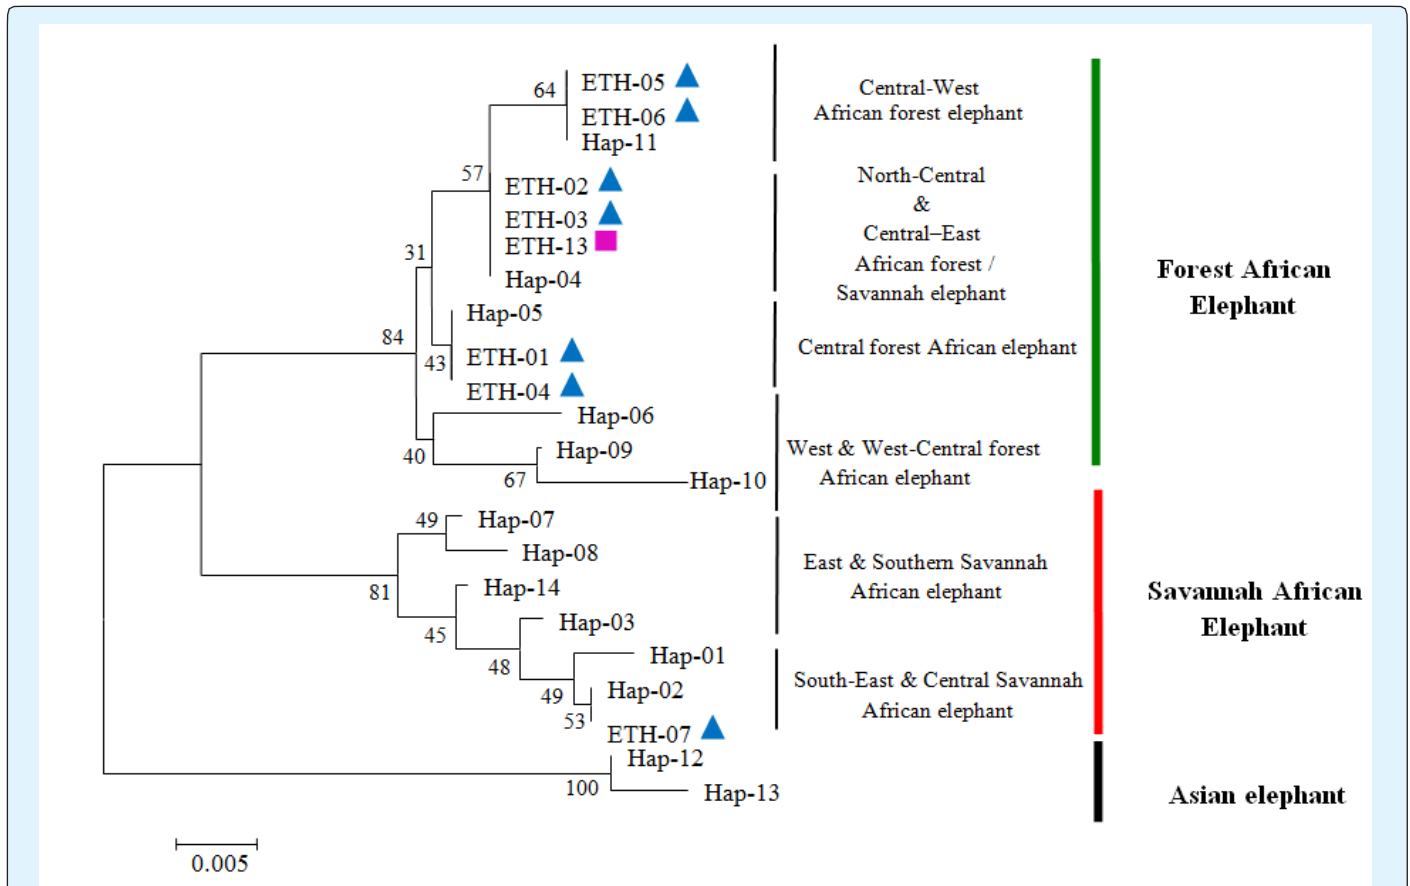 64
ETH-05
ETH-06
Hap-11
Central-West
African forest elephant
57
ETH-02
ETH-03
ETH-13
Hap-04
North-Central
&
Central–East
African forest /
Savannah elephant
31
Hap-05
84
43
ETH-01
ETH-04
Central forest African elephant
Forest African
Elephant
Hap-06
40
Hap-09
67
Hap-10
West & West-Central forest
African elephant
49
Hap-07
Hap-08
81
Hap-14
45
Hap-03
East & Southern Savannah
African elephant
Savannah African
Elephant
48
Hap-01
49
Hap-02
53
ETH-07
South-East & Central Savannah
African elephant
Hap-12
100
Hap-13
Asian elephant
0.005